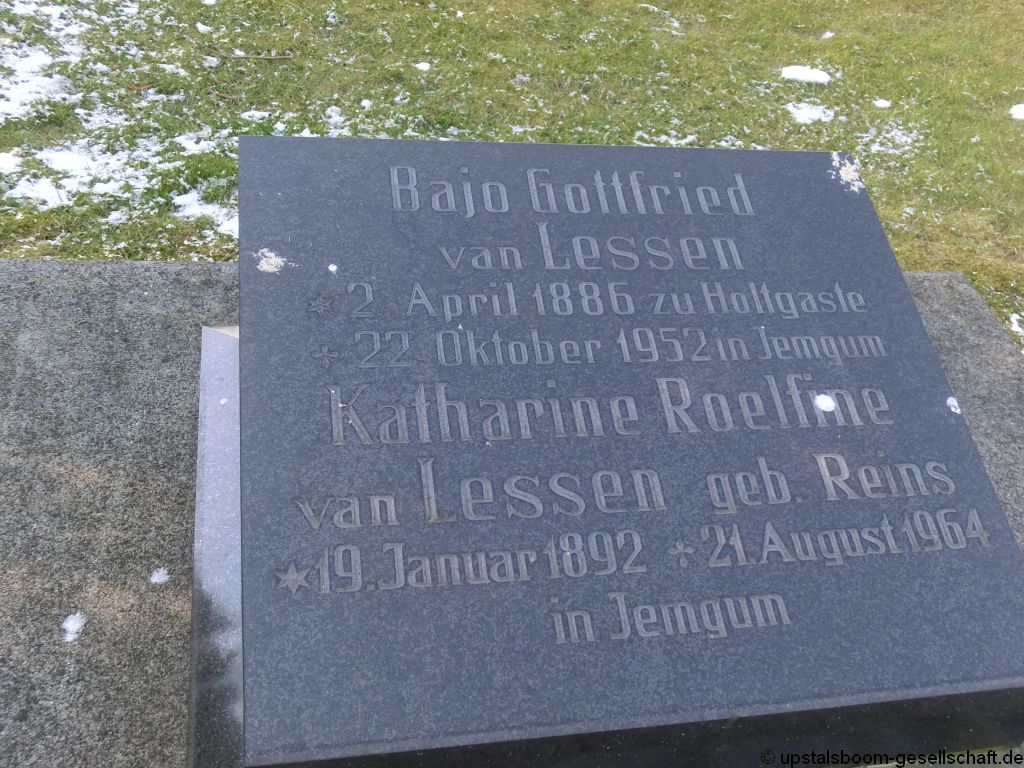 Bajo Gottfried
van Lessen
* 2. April 1886 zu Holtgaste
✢ 22. Oktober 1952 in Jemgum
Katharine Roelfine
van Lessen geb. Reins
* 19. Januar 1892 ✢ 21. August 1964
in Jemgum
© upstalsboom-gesellschaft.de